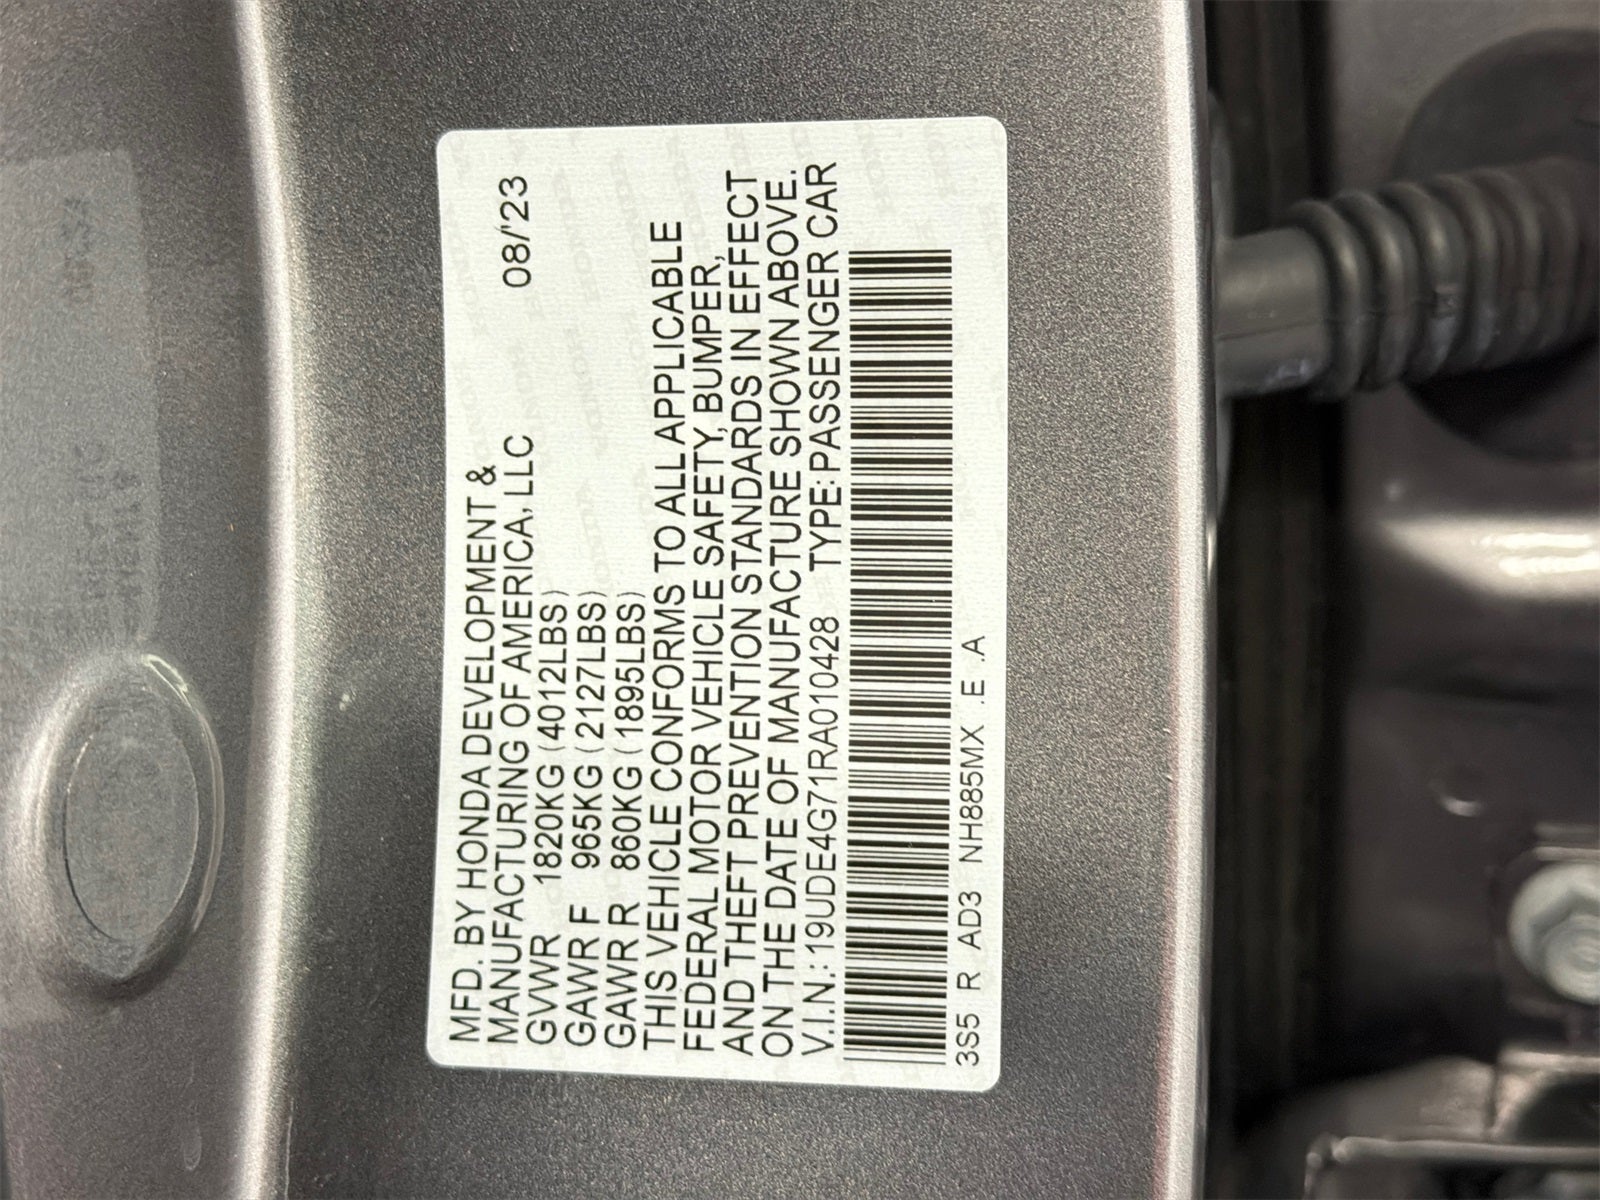 MFD. BY HONDA DEVELOPMENT &
MANUFACTURING OF AMERICA, LLC 08/'23
GVWR 1820KG (4012LBS)
GAWR F 965KG (2127LBS)
GAWR R 860KG (1895LBS)
THIS VEHICLE CONFORMS TO ALL APPLICABLE
FEDERAL MOTOR VEHICLE SAFETY, BUMPER,
AND THEFT PREVENTION STANDARDS IN EFFECT
ON THE DATE OF MANUFACTURE SHOWN ABOVE.
V.I.N.: 19UDE4G71RA010428 TYPE: PASSENGER CAR
3S5 R AD3 NH885MX .E .A